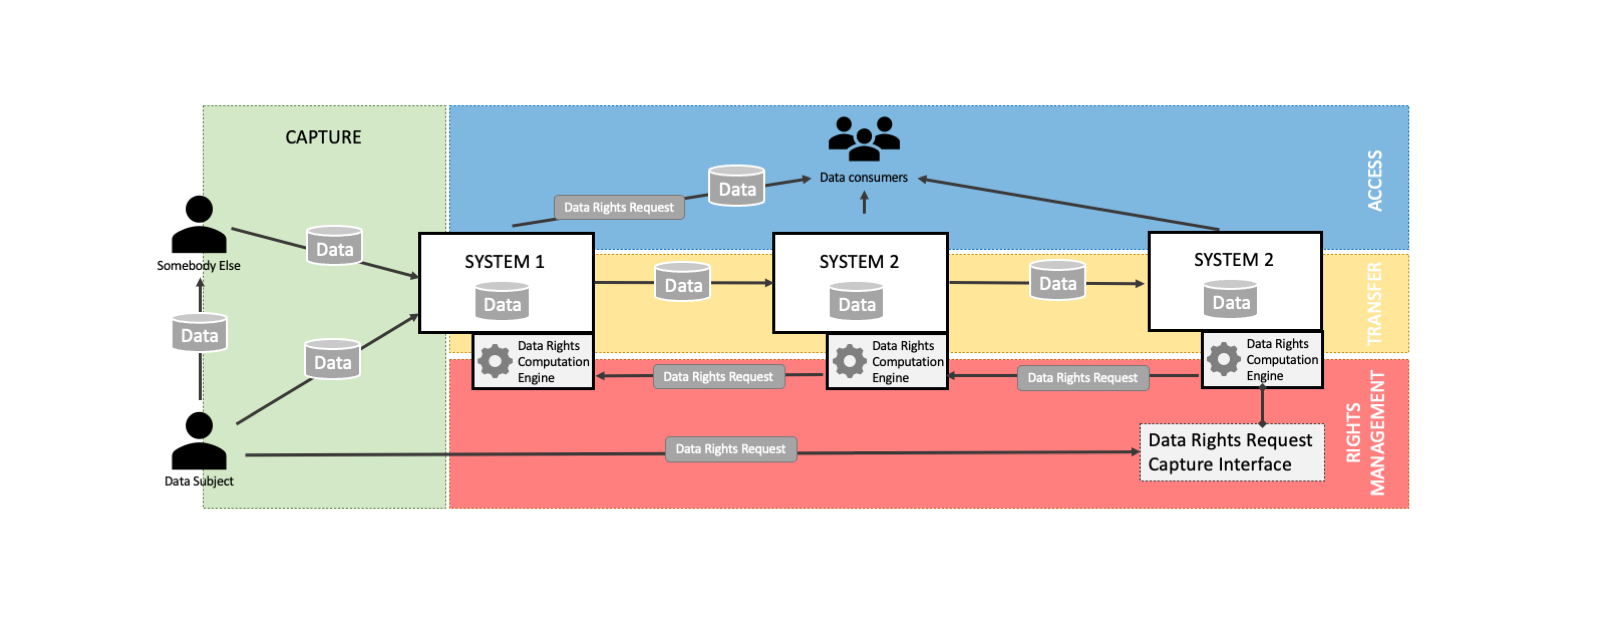 CAPTURE
ACCESS
Data consumers
Data
Data Rights Request
Somebody Else
Data
SYSTEM 1
Data
Data
SYSTEM 2
Data
Data
SYSTEM 2
Data
TRANSFER
Data
Data
Data Rights
Computation
Engine
Data Rights Request
Data Rights
Computation
Engine
Data Rights Request
Data Rights
Computation
Engine
Data Subject
Data Rights Request
Data Rights Request
Capture Interface
RIGHTS
MANAGEMENT